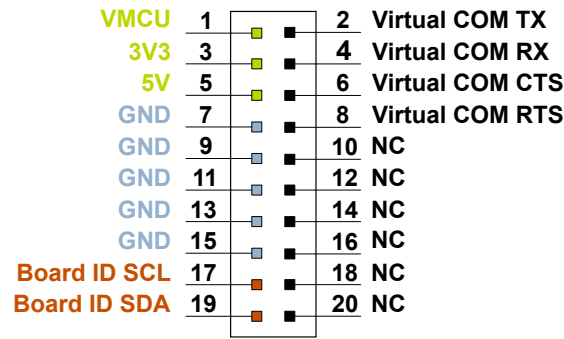 VMCU 1 2 Virtual COM TX
3V3 3 4 Virtual COM RX
5V 5 6 Virtual COM CTS
GND 7 8 Virtual COM RTS
GND 9 10 NC
GND 11 12 NC
GND 13 14 NC
GND 15 16 NC
Board ID SCL 17 18 NC
Board ID SDA 19 20 NC